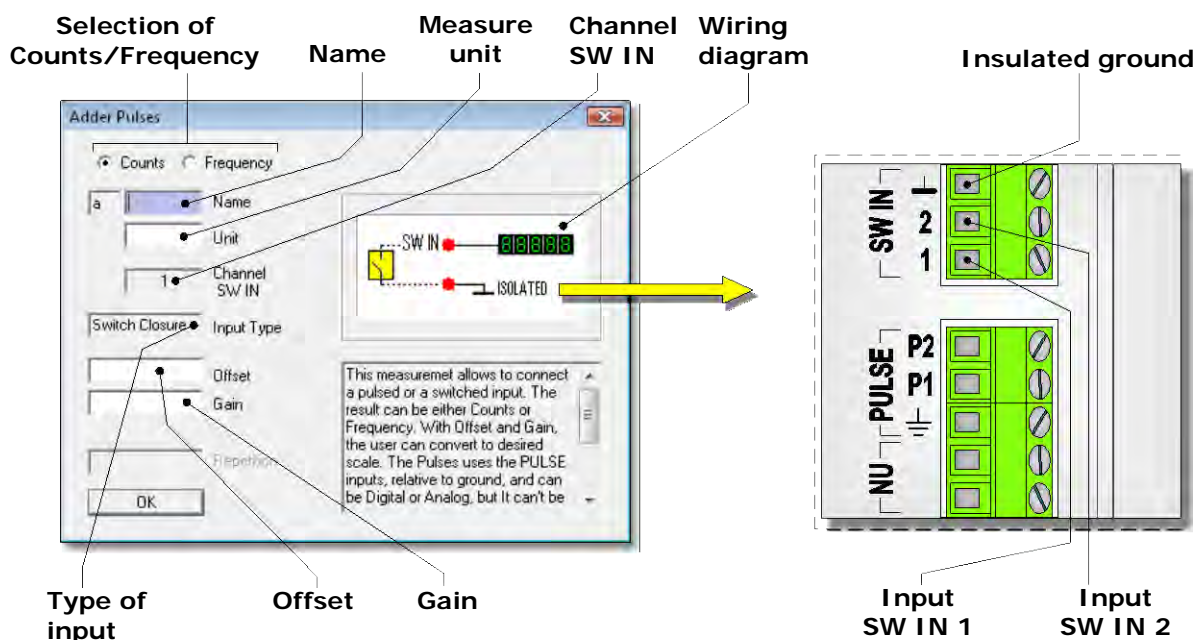 Selection of
Counts/Frequency
Name
Measure
unit
Channel
SW IN
Wiring
diagram
Insulated ground
Adder Pulses
Counts
Frequency
a
Name
Unit
1
Channel
SW IN
Switch Closure
Input Type
Offset
Gain
Repetition
OK
SW IN
88888
ISOLATED
This measuremet allows to connect
a pulsed or a switched input. The
result can be either Counts or
Frequency. With Offset and Gain,
the user can convert to desired
scale. The Pulses uses the PULSE
inputs, relative to ground, and can
be Digital or Analog, but It can't be
SW IN
2
1
PULSE
P2
P1
NU
Type of
input
Offset
Gain
Input
SW IN 1
Input
SW IN 2